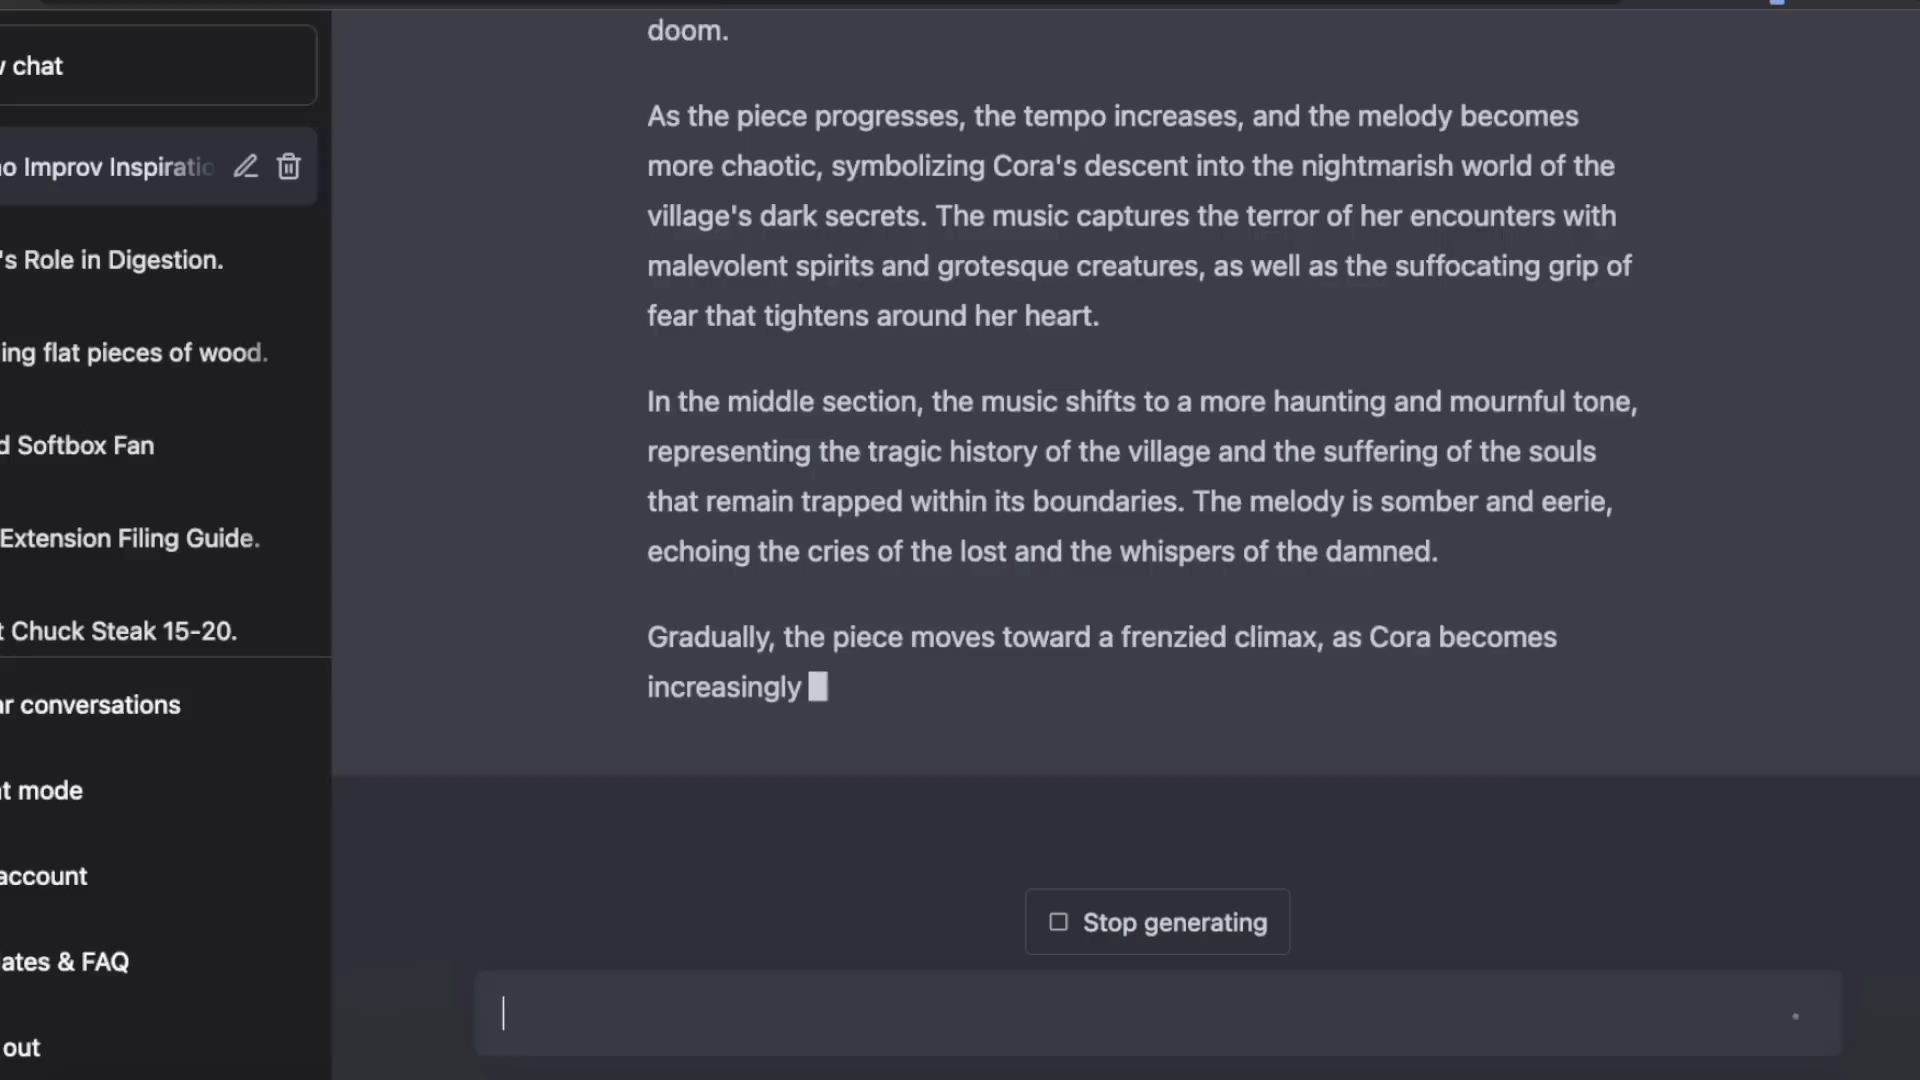 chat
o Improv Inspiratio
's Role in Digestion.
ing flat pieces of wood.
d Softbox Fan
Extension Filing Guide.
t Chuck Steak 15-20.
ar conversations
t mode
account
ates & FAQ
out
doom.
As the piece progresses, the tempo increases, and the melody becomes
more chaotic, symbolizing Cora's descent into the nightmarish world of the
village's dark secrets. The music captures the terror of her encounters with
malevolent spirits and grotesque creatures, as well as the suffocating grip of
fear that tightens around her heart.
In the middle section, the music shifts to a more haunting and mournful tone,
representing the tragic history of the village and the suffering of the souls
that remain trapped within its boundaries. The melody is somber and eerie,
echoing the cries of the lost and the whispers of the damned.
Gradually, the piece moves toward a frenzied climax, as Cora becomes
increasingly
Stop generating